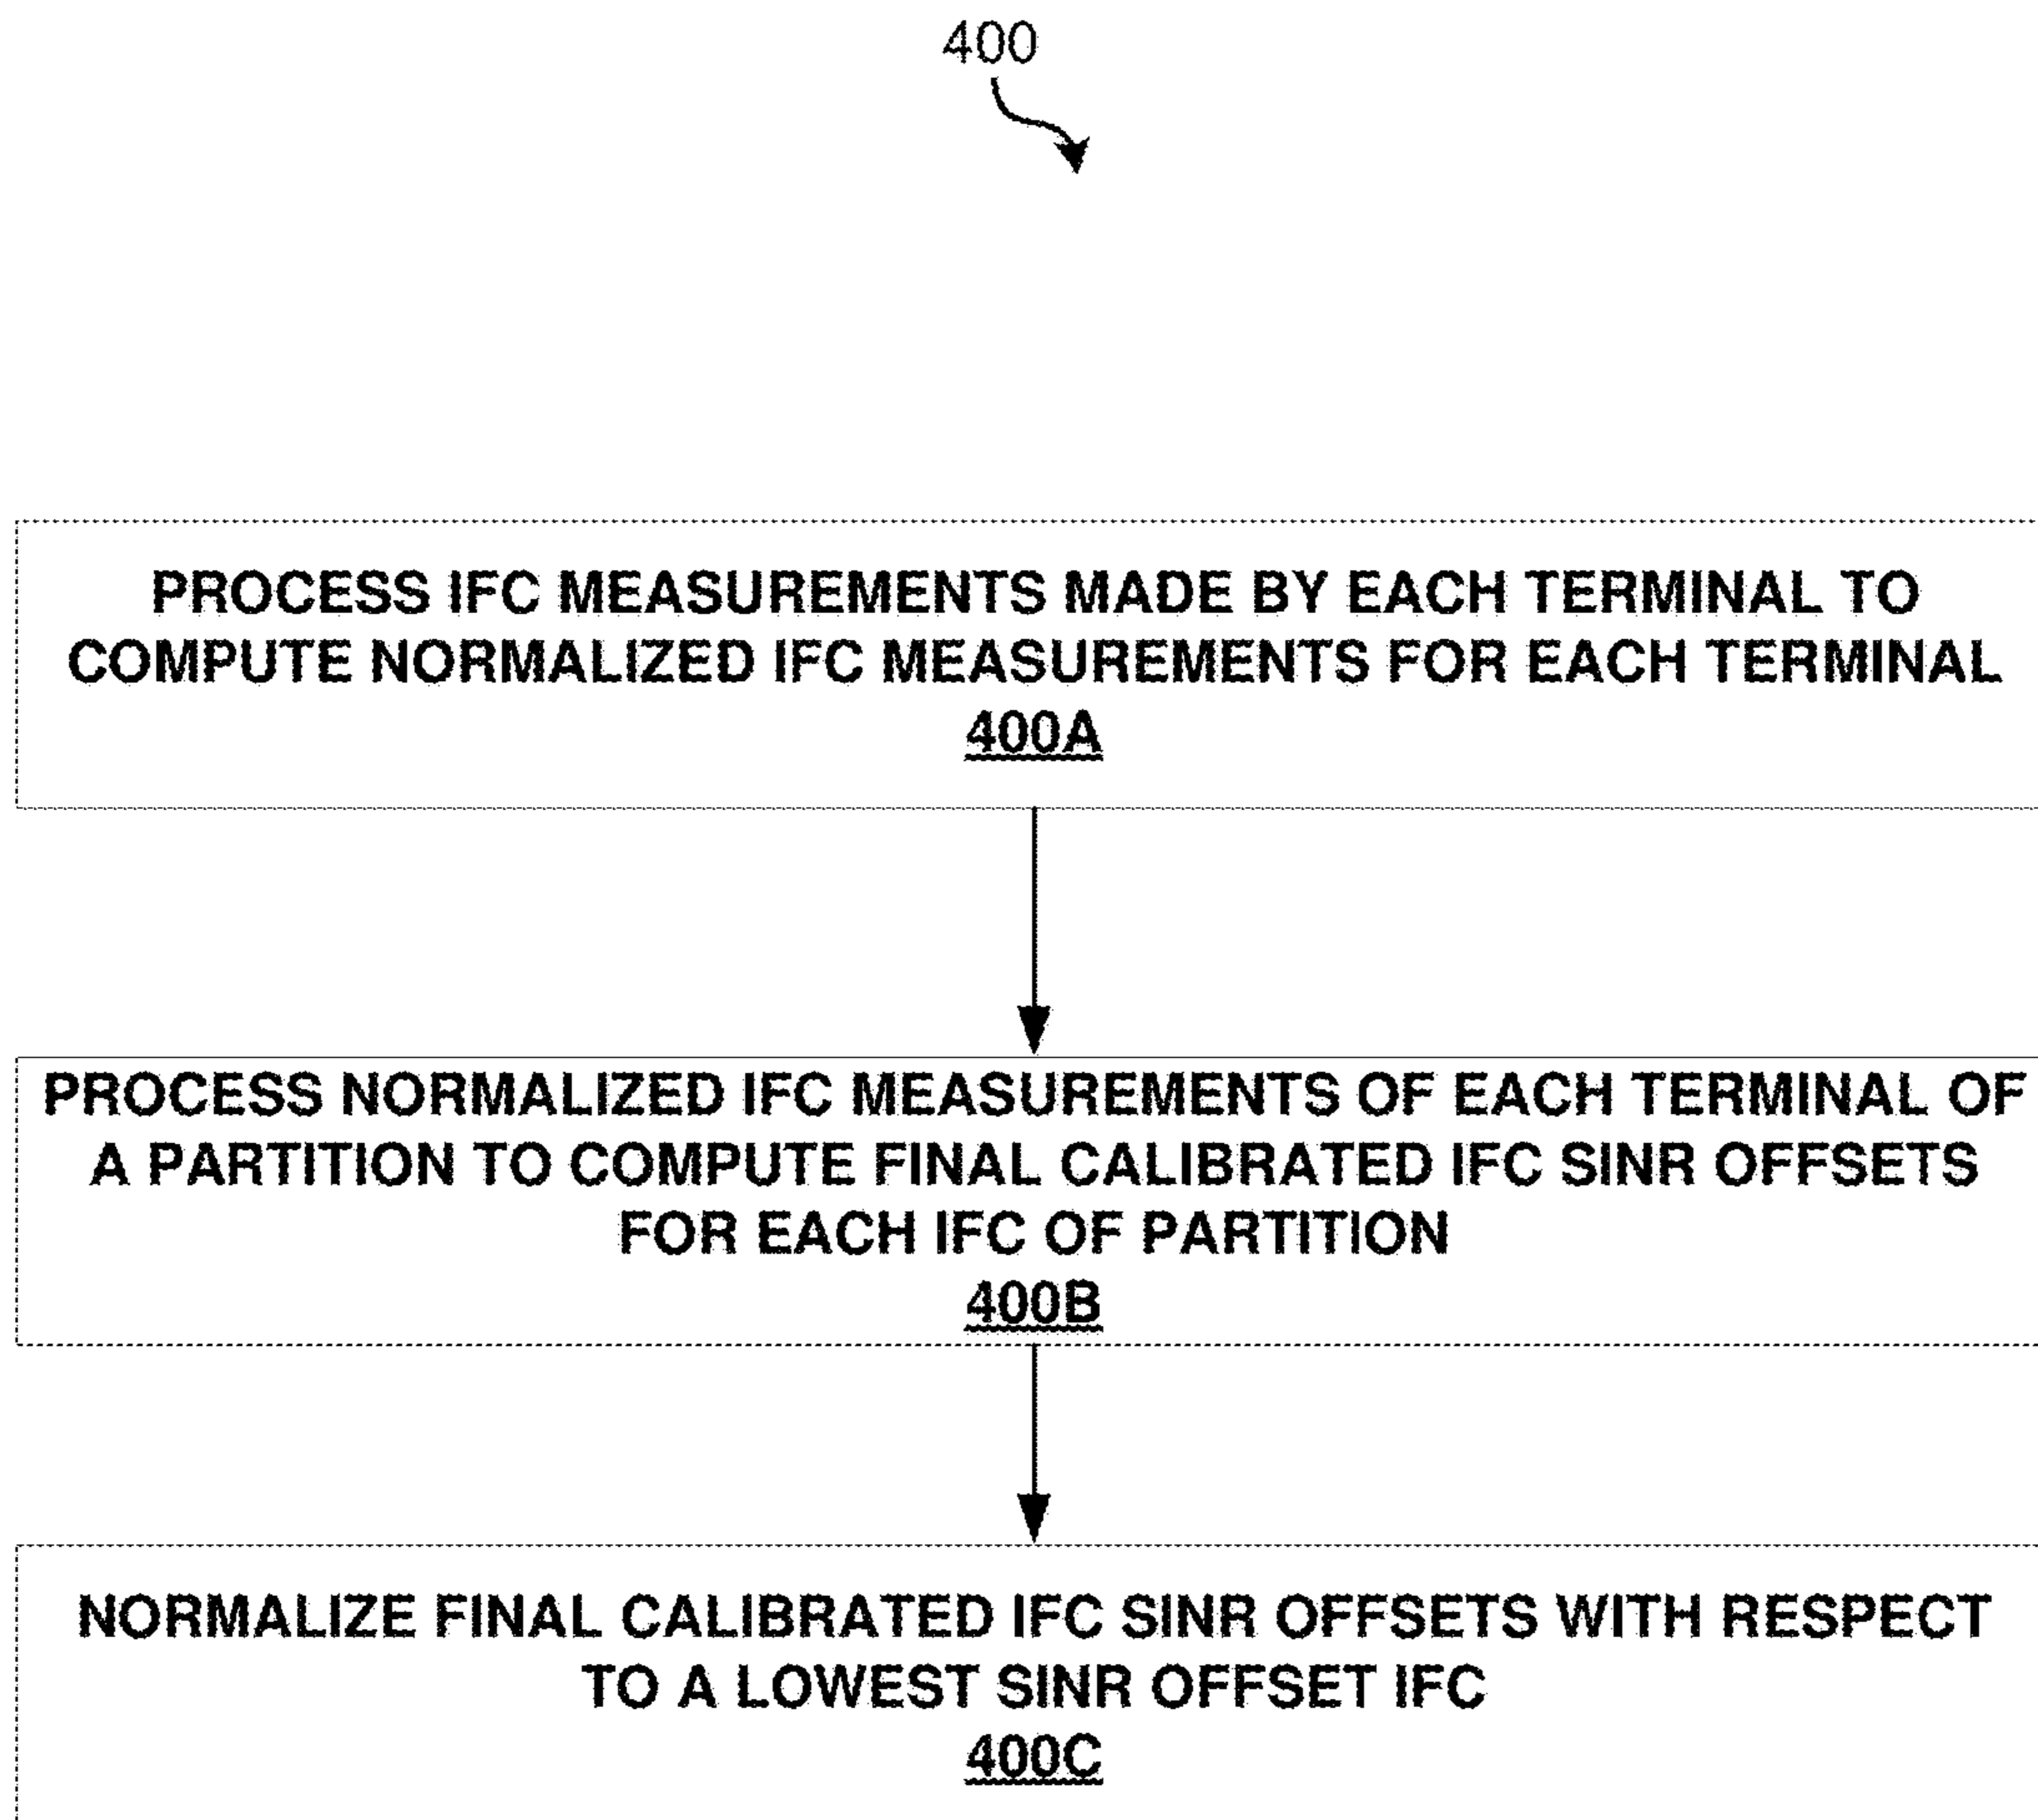 400
PROCESS IFC MEASUREMENTS MADE BY EACH TERMINAL TO
COMPUTE NORMALIZED IFC MEASUREMENTS FOR EACH TERMINAL
400A
PROCESS NORMALIZED IFC MEASUREMENTS OF EACH TERMINAL OF
A PARTITION TO COMPUTE FINAL CALIBRATED IFC SINR OFFSETS
FOR EACH IFC OF PARTITION
400B
NORMALIZE FINAL CALIBRATED IFC SINR OFFSETS WITH RESPECT
TO A LOWEST SINR OFFSET IFC
400C